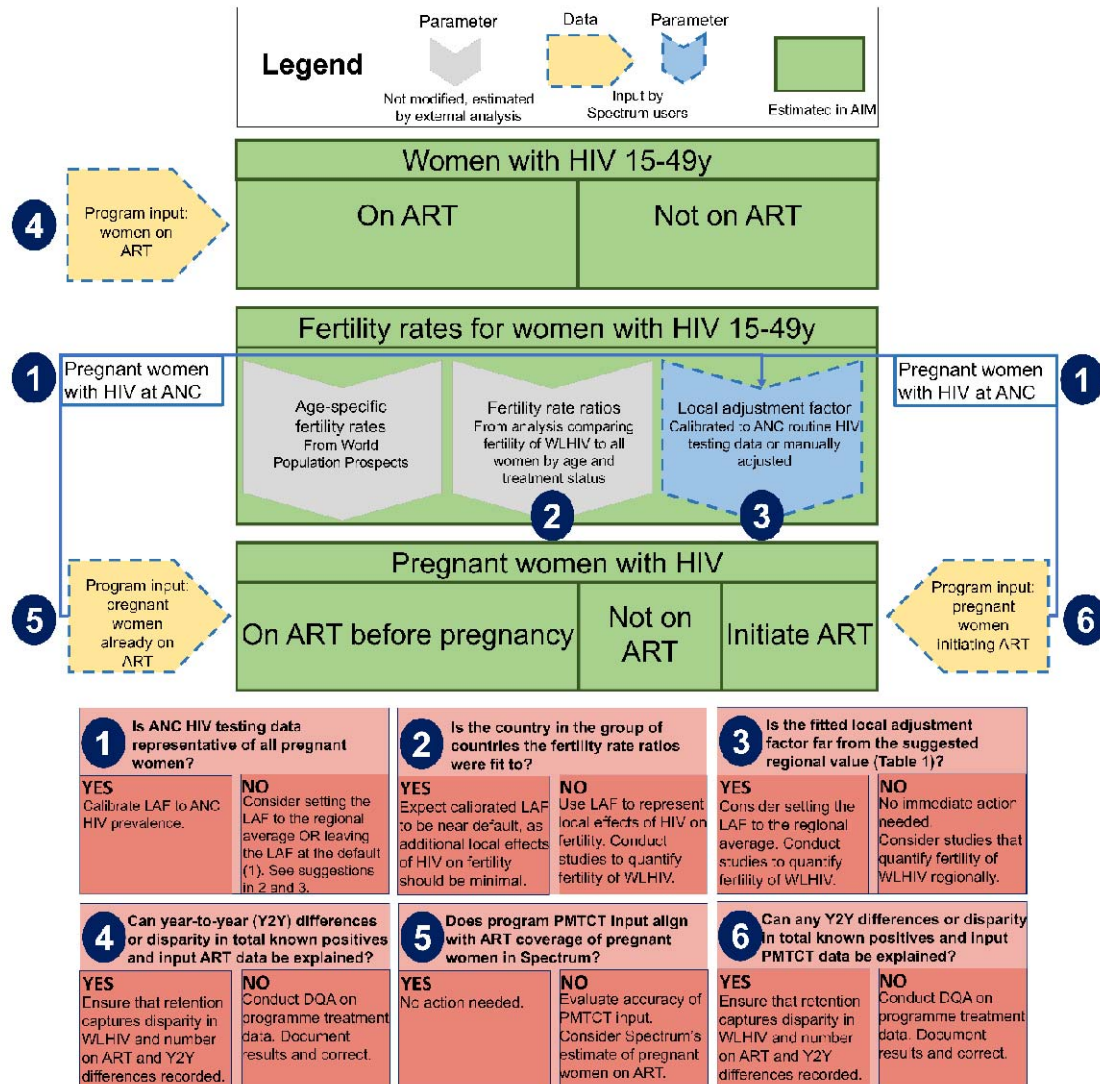 Legend
Parameter
Not modified, estimated
by external analysis
Data
Parameter
Input by
Spectrum users
Estimated in AIM
Women with HIV 15-49y
4
Program input:
women on
ART
On ART
Not on ART
Fertility rates for women with HIV 15-49y
1
Pregnant women
with HIV at ANC
Age-specific
fertility rates
From World
Population Prospects
Fertility rate ratios
From analysis comparing
fertility of WLHIV to all
women by age and
treatment status
2
Local adjustment factor
Calibrated to ANC routine HIV
testing data or manually
adjusted
3
Pregnant women
with HIV at ANC
1
Pregnant women with HIV
5
Program input:
pregnant
women
already on
ART
On ART before pregnancy
Not on
ART
Initiate ART
Program input:
pregnant
women
initiating ART
6
1
Is ANC HIV testing data
representative of all pregnant
women?
YES
Calibrate LAF to ANC
HIV prevalence.
NO
Consider setting the
LAF to the regional
average OR leaving
the LAF at the default
(1). See suggestions
in 2 and 3.
2
Is the country in the group of
countries the fertility rate ratios
were fit to?
YES
Expect calibrated LAF
to be near default, as
additional local effects
of HIV on fertility
should be minimal.
NO
Use LAF to represent
local effects of HIV on
fertility. Conduct
studies to quantify
fertility of WLHIV.
3
Is the fitted local adjustment
factor far from the suggested
regional value (Table 1)?
YES
Consider setting the
LAF to the regional
average. Conduct
studies to quantify
fertility of WLHIV.
NO
No immediate action
needed.
Consider studies that
quantify fertility of
WLHIV regionally.
4
Can year-to-year (Y2Y) differences
or disparity in total known positives
and input ART data be explained?
YES
Ensure that retention
captures disparity in
WLHIV and number
on ART and Y2Y
differences recorded.
NO
Conduct DQA on
programme treatment
data. Document
results and correct.
5
Does program PMTCT input align
with ART coverage of pregnant
women in Spectrum?
YES
No action needed.
NO
Evaluate accuracy of
PMTCT input.
Consider Spectrum's
estimate of pregnant
women on ART.
6
Can any Y2Y differences or disparity
in total known positives and input
PMTCT data be explained?
YES
Ensure that retention
captures disparity in
WLHIV and number
on ART and Y2Y
differences recorded.
NO
Conduct DQA on
programme treatment
data. Document
results and correct.